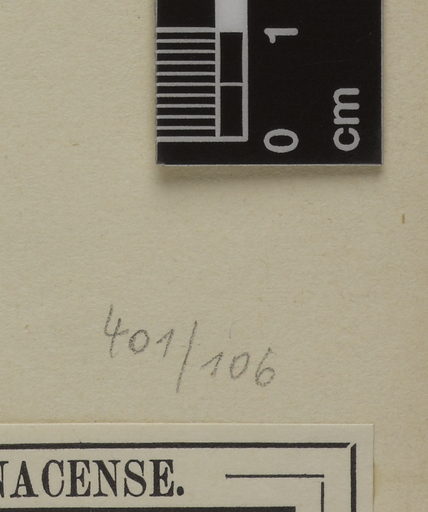 0 1
cm
401/106
NACENSE.